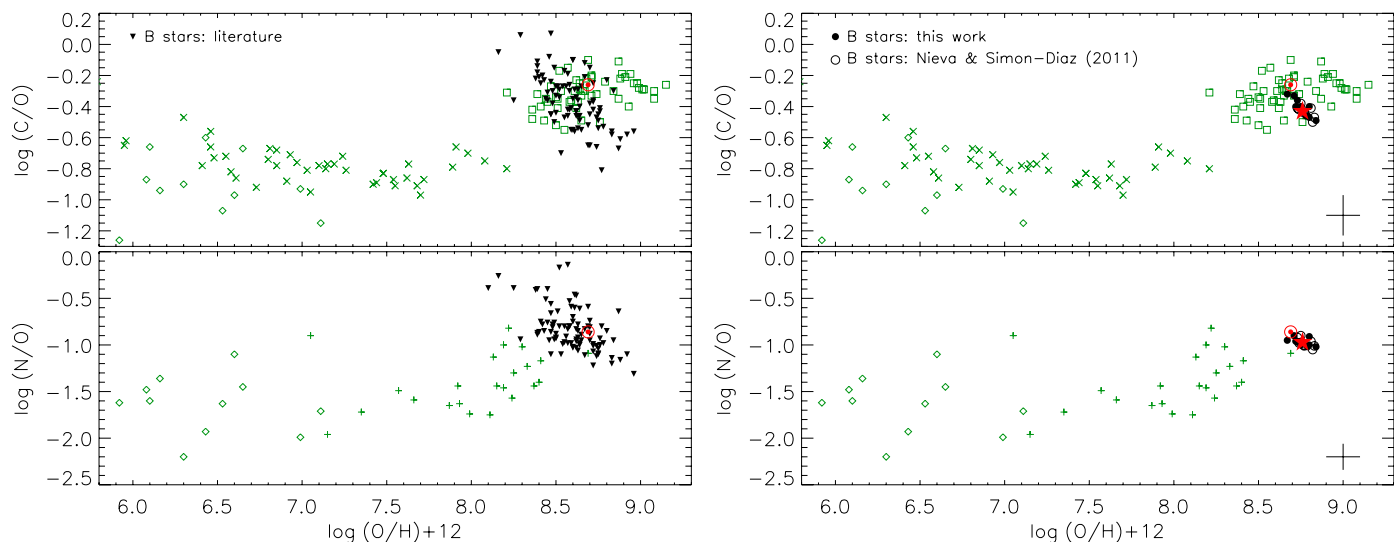 0.2
0.0
−0.2
−0.4
−0.6
−0.8
−1.0
−1.2
log (C/O)
B stars: literature
0.0
−0.5
−1.0
−1.5
−2.0
−2.5
log (N/O)
6.0 6.5 7.0 7.5 8.0 8.5 9.0
log (O/H)+12
0.2
0.0
−0.2
−0.4
−0.6
−0.8
−1.0
−1.2
log (C/O)
B stars: this work
B stars: Nieva & Simon−Diaz (2011)
0.0
−0.5
−1.0
−1.5
−2.0
−2.5
log (N/O)
6.0 6.5 7.0 7.5 8.0 8.5 9.0
log (O/H)+12